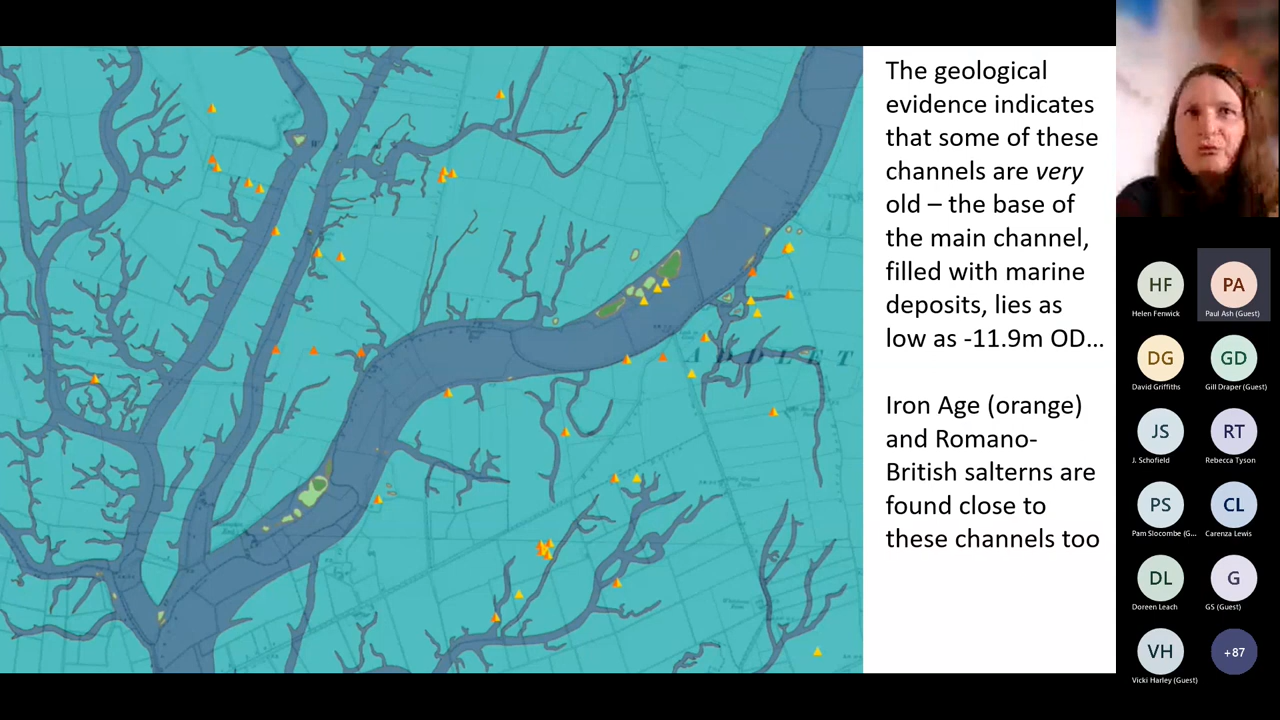 The geological
evidence indicates
that some of these
channels are very
old – the base of
the main channel,
filled with marine
deposits, lies as
low as -11.9m OD...
Iron Age (orange)
and Romano-
British salterns are
found close to
these channels too
HF
Helen Fenwick
PA
Paul Ash (Guest)
DG
David Griffiths
GD
Gill Draper (Guest)
JS
J. Schofield
RT
Rebecca Tyson
PS
Pam Slocombe (G...
CL
Carenza Lewis
DL
Doreen Leach
G
GS (Guest)
VH
Vicki Harley (Guest)
+87